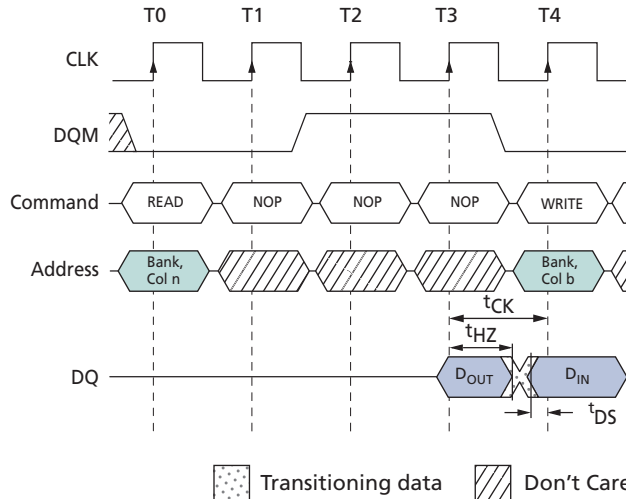 T0 T1 T2 T3 T4
CLK
DQM
Command READ NOP NOP NOP WRITE
Address Bank, Col n Bank, Col b
tCK
tHZ
DQ DOUT DIN
tDS
Transitioning data Don't Care